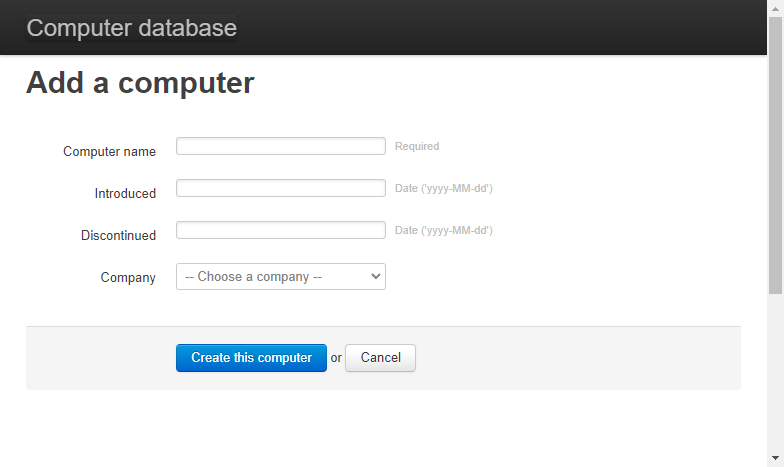 Computer database
Add a computer
Computer name Required
Introduced Date ('yyyy-MM-dd')
Discontinued Date ('yyyy-MM-dd')
Company -- Choose a company --
Create this computer or Cancel